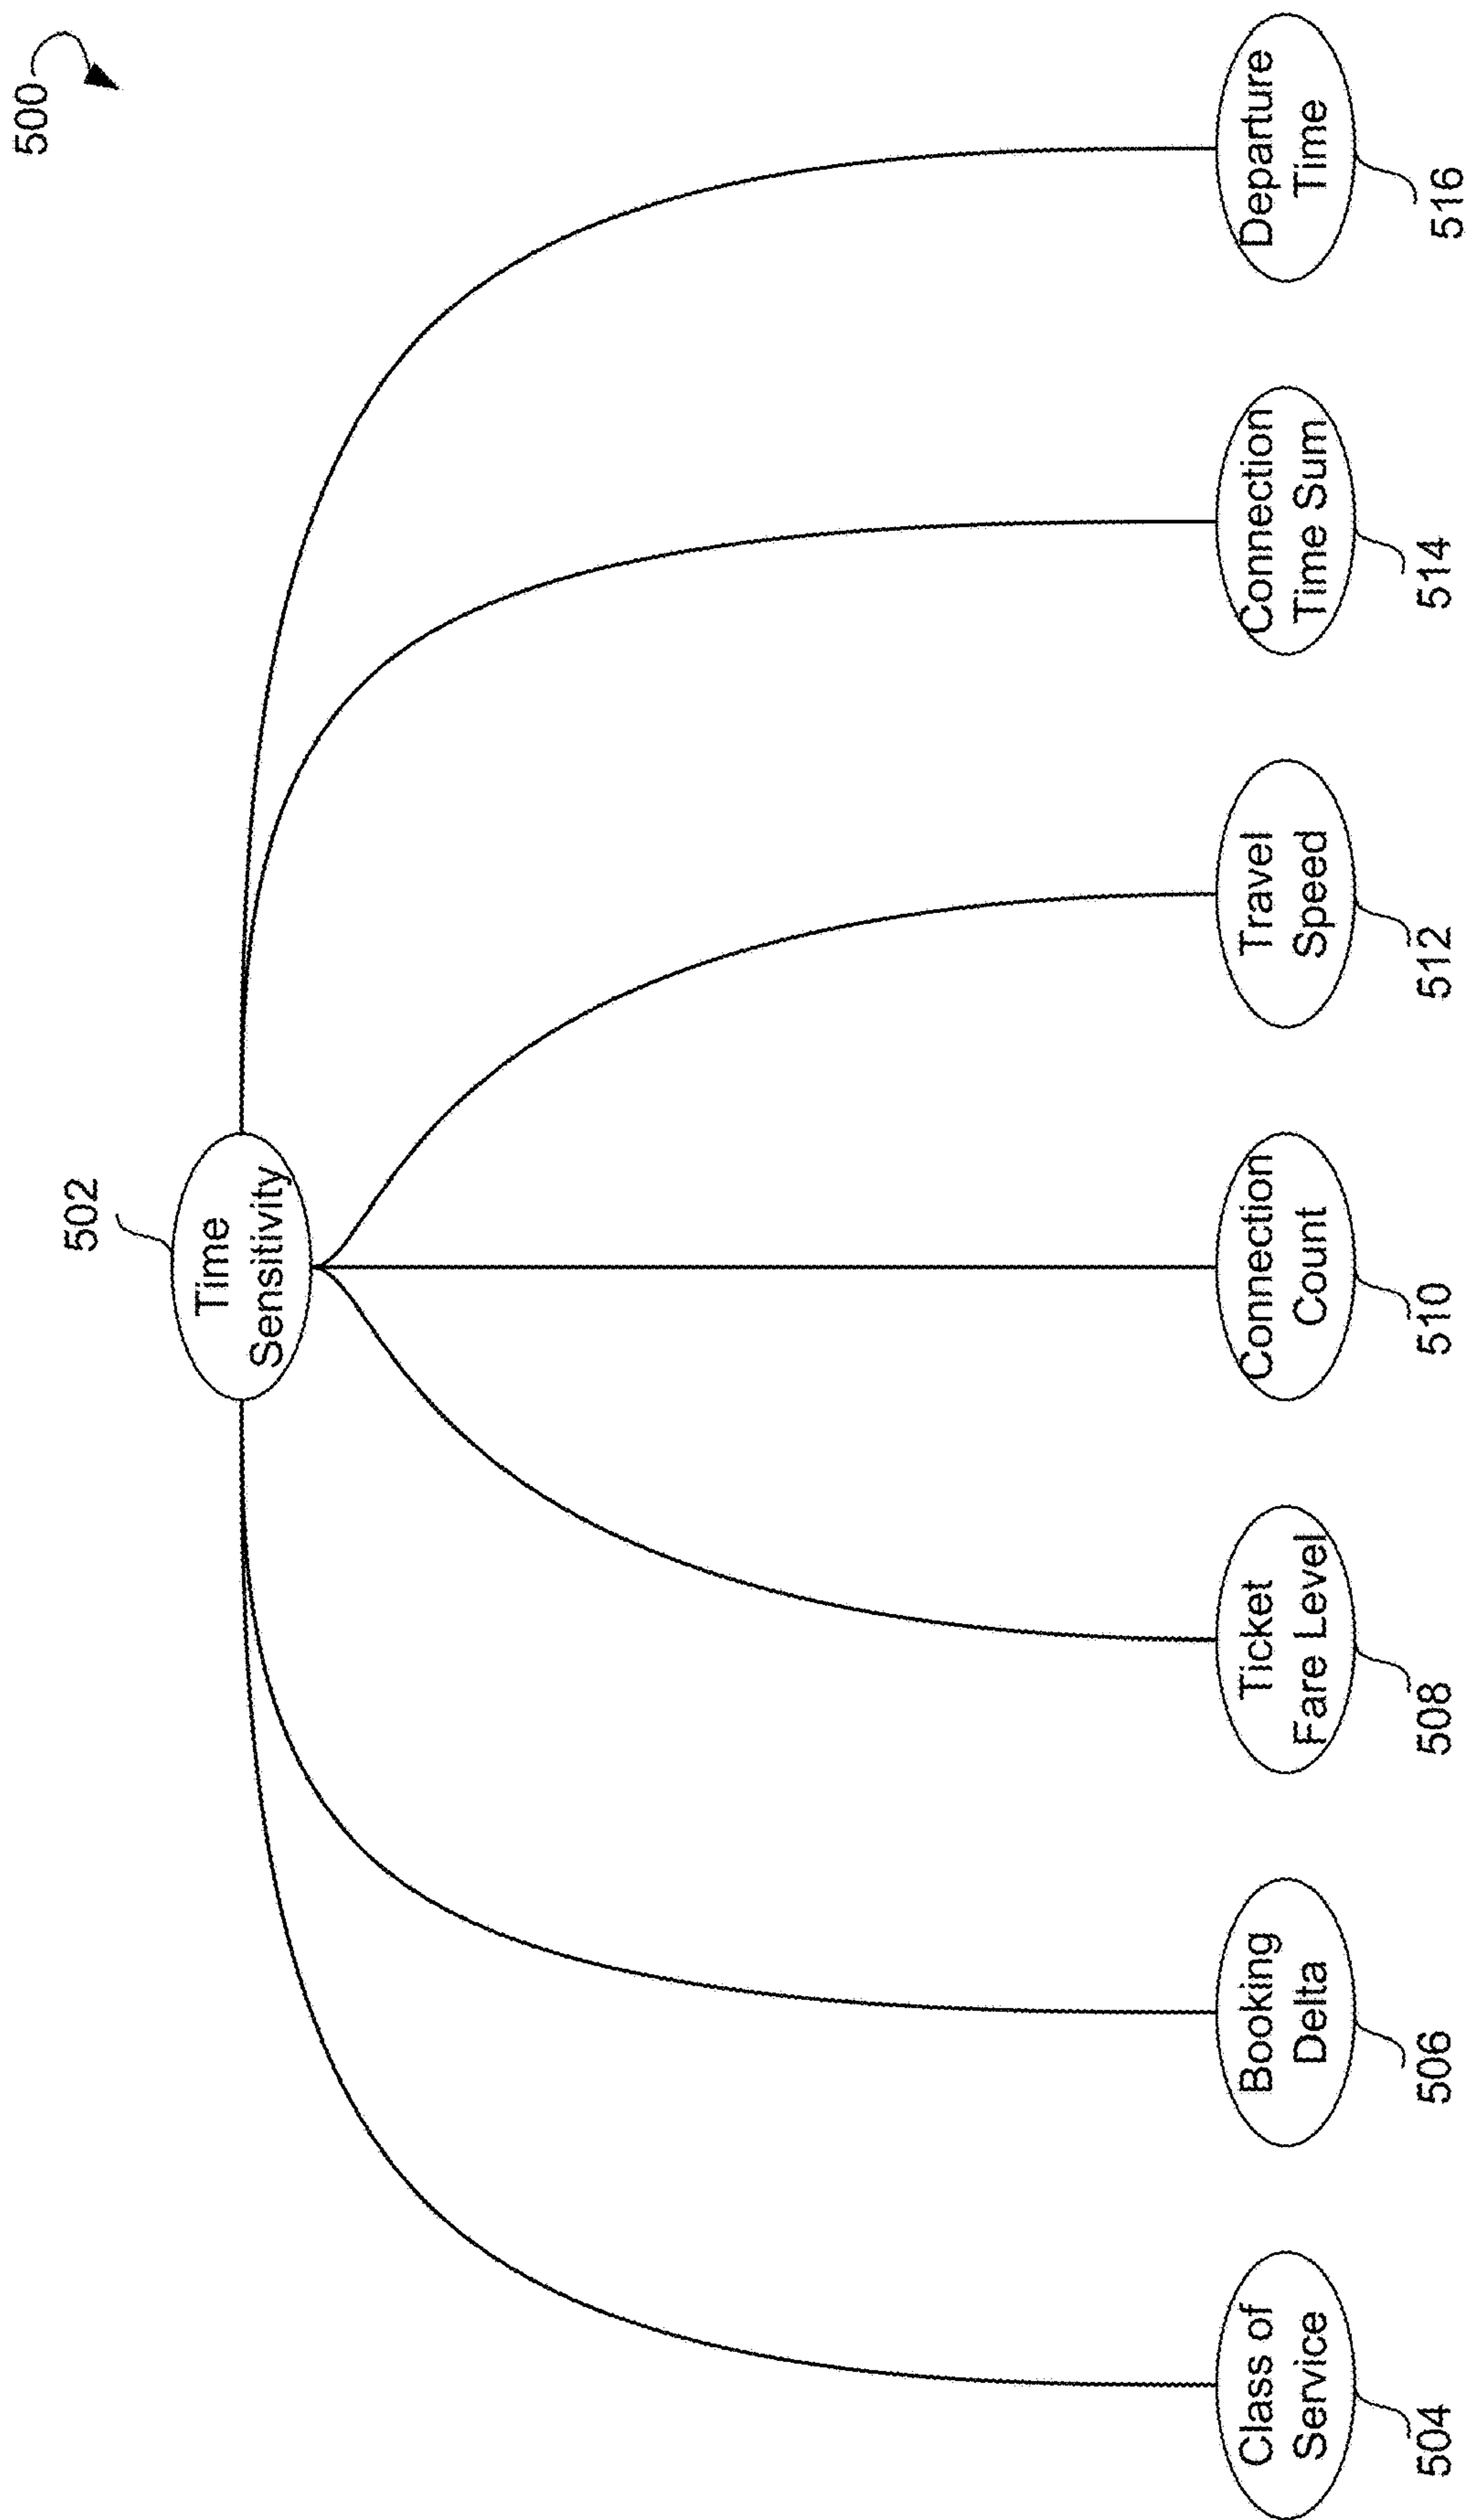 500
502
Time
Sensitivity
Class of
Service
504
Booking
Delta
506
Ticket
Fare Level
508
Connection
Count
510
Travel
Speed
512
Connection
Time Sum
514
Departure
Time
516